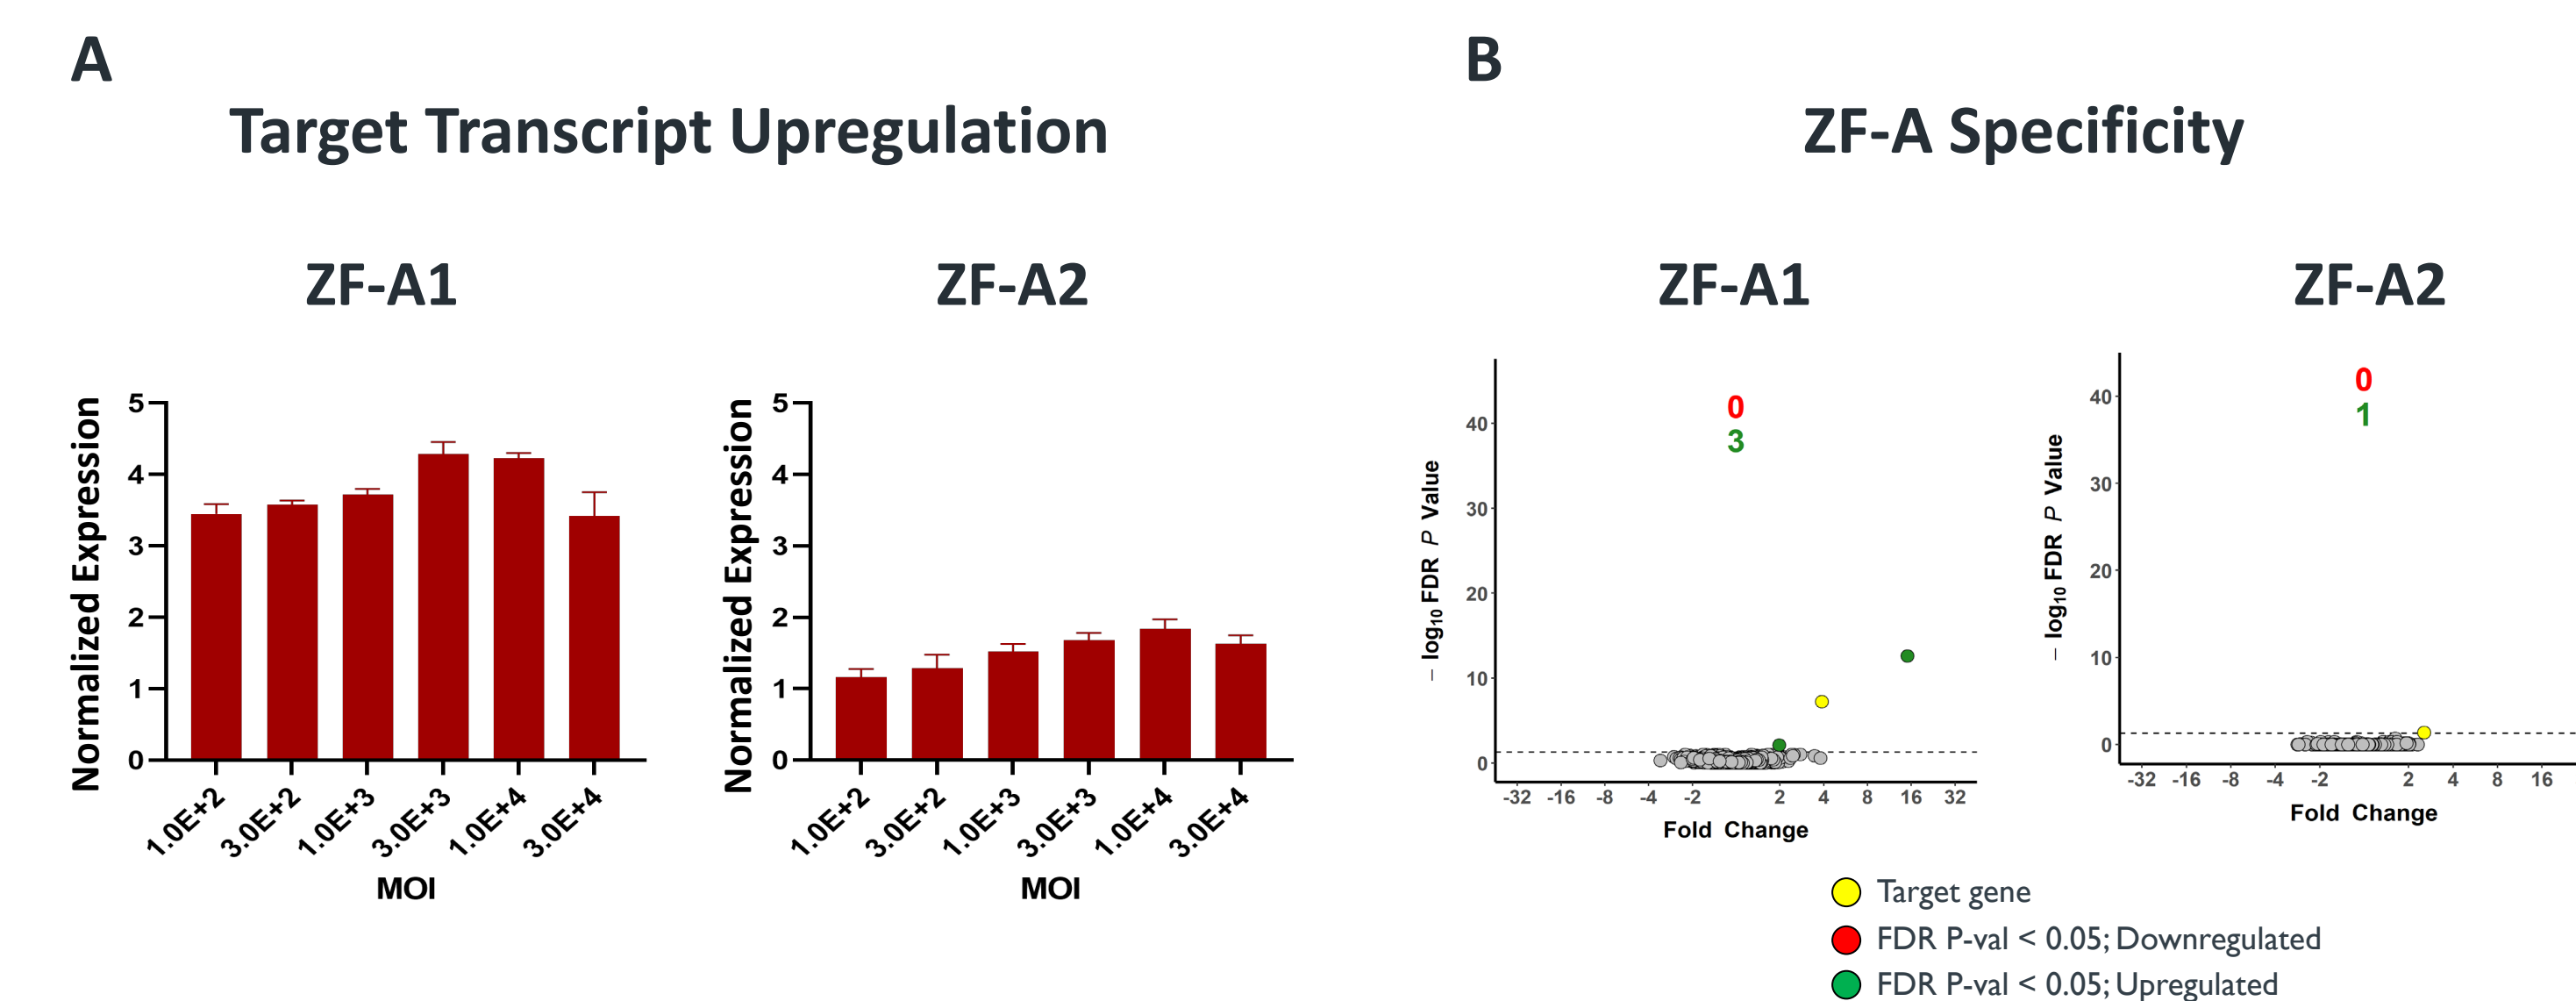 A
Target Transcript Upregulation
ZF-A1
ZF-A2
Normalized Expression
5
4
3
2
1
0
1.0E+2
3.0E+2
1.0E+3
3.0E+3
1.0E+4
3.0E+4
MOI
Normalized Expression
5
4
3
2
1
0
1.0E+2
3.0E+2
1.0E+3
3.0E+3
1.0E+4
3.0E+4
MOI
B
ZF-A Specificity
ZF-A1
ZF-A2
0
3
− log10 FDR P Value
40
30
20
10
0
-32 -16 -8 -4 -2 2 4 8 16 32
Fold Change
0
1
− log10 FDR P Value
40
30
20
10
0
-32 -16 -8 -4 -2 2 4 8 16
Fold Change
Target gene
FDR P-val < 0.05; Downregulated
FDR P-val < 0.05; Upregulated